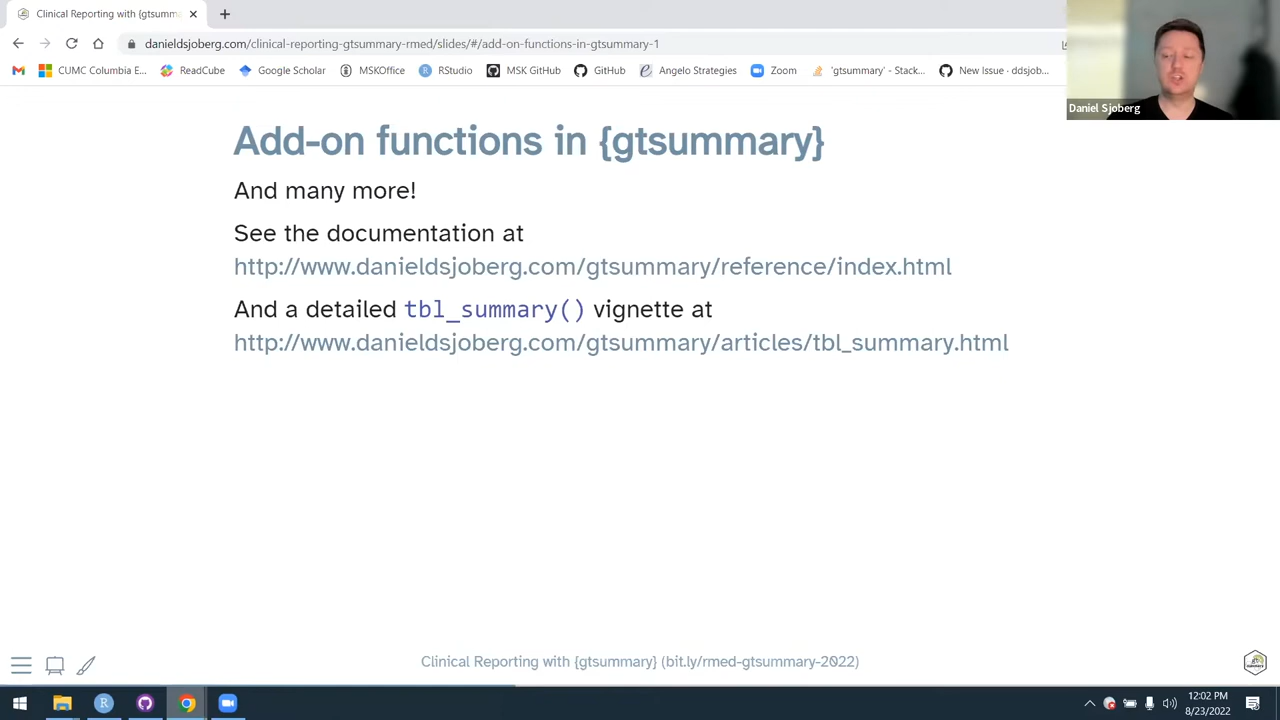 Clinical Reporting with {gtsumm
danieldsjoberg.com/clinical-reporting-gtsummary-rmed/slides/#/add-on-functions-in-gtsummary-1
CUMC Columbia E... ReadCube Google Scholar MSKOffice RStudio MSK GitHub GitHub Angelo Strategies Zoom 'gtsummary' - Stack... New Issue · ddsjob...
Daniel Sjoberg
Add-on functions in {gtsummary}
And many more!
See the documentation at
http://www.danieldsjoberg.com/gtsummary/reference/index.html
And a detailed tbl_summary() vignette at
http://www.danieldsjoberg.com/gtsummary/articles/tbl_summary.html
Clinical Reporting with {gtsummary} (bit.ly/rmed-gtsummary-2022)
12:02 PM
8/23/2022